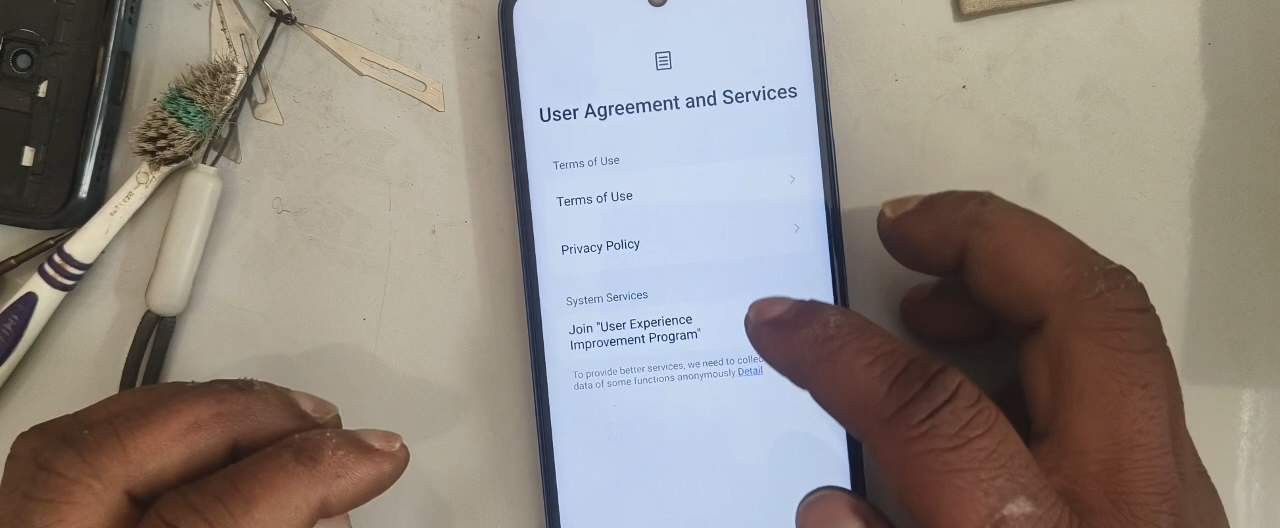 User Agreement and Services
Terms of Use
Terms of Use
Privacy Policy
System Services
Join "User Experience
Improvement Program"
To provide better services, we need to
data of some functions anonymously Detail